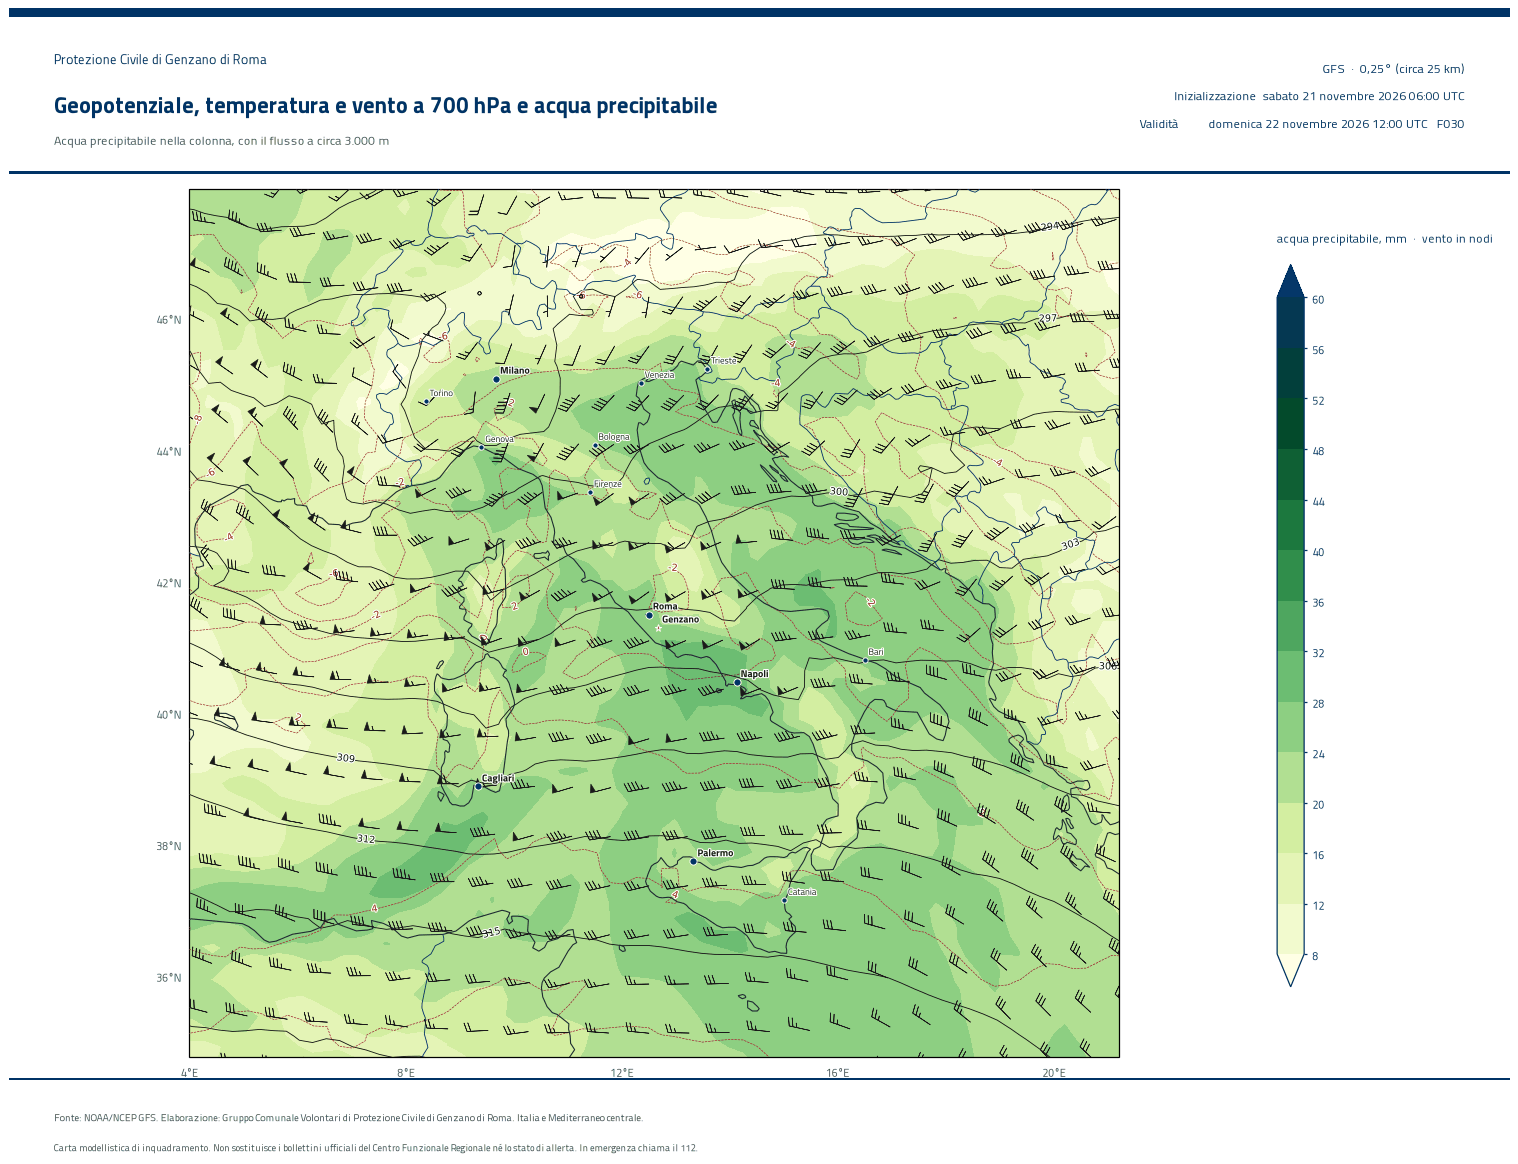 Protezione Civile di Genzano di Roma
Geopotenziale, temperatura e vento a 700 hPa e acqua precipitabile
Acqua precipitabile nella colonna, con il flusso a circa 3.000 m
GFS · 0,25° (circa 25 km)
Inizializzazione sabato 21 novembre 2026 06:00 UTC
Validità domenica 22 novembre 2026 12:00 UTC F030
acqua precipitabile, mm · vento in nodi
60
56
52
48
44
40
36
32
28
24
20
16
12
8
46°N
44°N
42°N
40°N
38°N
36°N
4°E
8°E
12°E
16°E
20°E
294
297
300
303
306
309
312
315
Milano
Torino
Venezia
Trieste
Genova
Bologna
Firenze
Roma
Genzano
Napoli
Bari
Cagliari
Palermo
Catania
Fonte: NOAA/NCEP GFS. Elaborazione: Gruppo Comunale Volontari di Protezione Civile di Genzano di Roma. Italia e Mediterraneo centrale.
Carta modellistica di inquadramento. Non sostituisce i bollettini ufficiali del Centro Funzionale Regionale né lo stato di allerta. In emergenza chiama il 112.